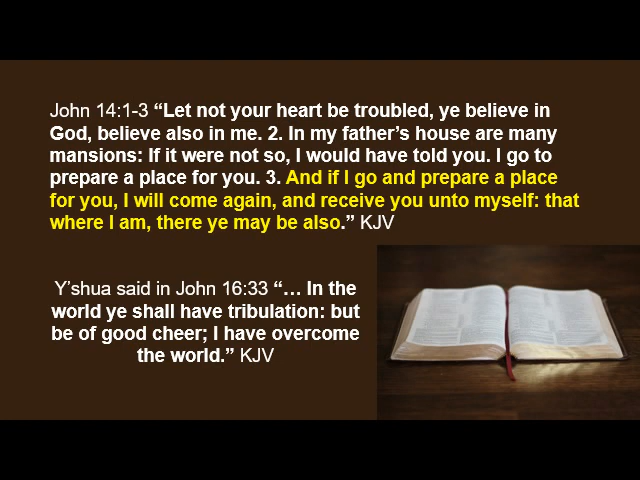 John 14:1-3 “Let not your heart be troubled, ye believe in
God, believe also in me. 2. In my father’s house are many
mansions: If it were not so, I would have told you. I go to
prepare a place for you. 3. And if I go and prepare a place
for you, I will come again, and receive you unto myself: that
where I am, there ye may be also.” KJV
Y’shua said in John 16:33 “… In the
world ye shall have tribulation: but
be of good cheer; I have overcome
the world.” KJV